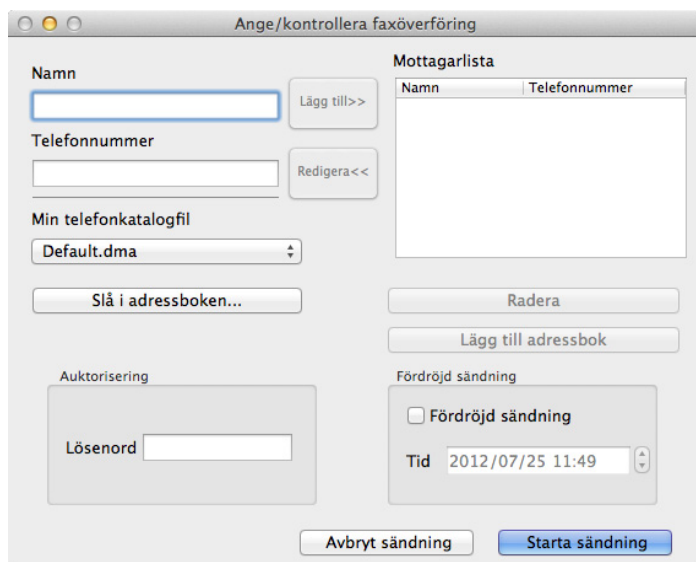 Ange/kontrollera faxöverföring
Namn
Lägg till>>
Telefonnummer
Redigera<<
Min telefonkatalogfil
Default.dma
Slå i adressboken...
Mottagarlista
Namn Telefonnummer
Radera
Lägg till adressbok
Auktorisering
Lösenord
Fördröjd sändning
Fördröjd sändning
Tid 2012/07/25 11:49
Avbryt sändning Starta sändning